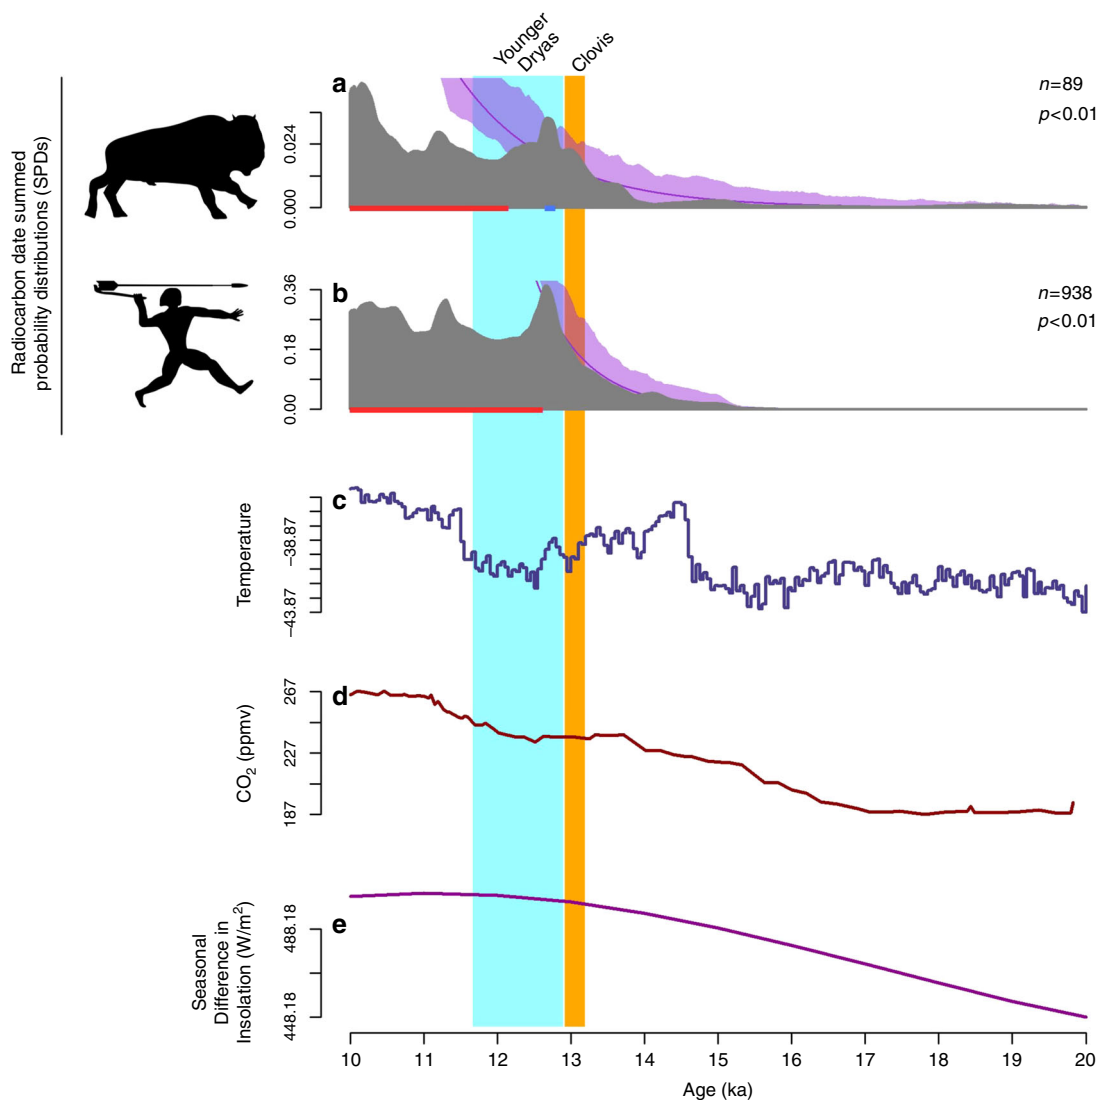 Younger
Dryas
Clovis
Radiocarbon date summed
probability distributions (SPDs)
a
n=89
p<0.01
0.024
0.000
b
n=938
p<0.01
0.36
0.18
0.00
c
Temperature
-38.87
−43.87
d
CO2 (ppmv)
267
227
187
e
Seasonal
Difference in
Insolation (W/m2)
488.18
448.18
10 11 12 13 14 15 16 17 18 19 20
Age (ka)